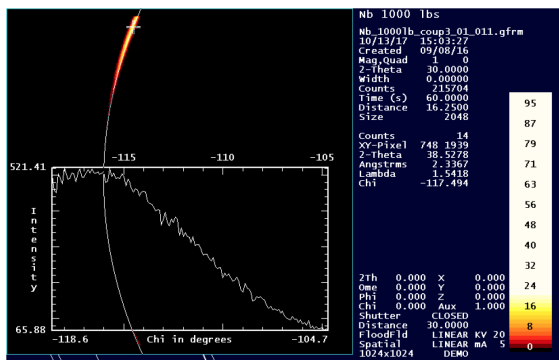 Nb 1000 lbs
Nb_1000lb_coup3_01_011.gfrm
10/13/17 15:03:27
Created 09/08/16
Mag,Quad 1 0
2-Theta 30.0000
Width 0.00000
Counts 215704
Time (s) 60.0000
Distance 16.2500
Size 2048
Counts 14
XY-Pixel 748 1939
2-Theta 38.5278
Angstrms 2.3367
Lambda 1.5418
Chi -117.494
2Th 0.000 X 0.000
Ome 0.000 Y 0.000
Phi 0.000 Z 0.000
Chi 0.000 Aux 1.000
Shutter CLOSED
Distance 30.0000
FloodFld LINEAR KV 20
Spatial LINEAR mA 5
1024x1024 DEMO
95
87
79
71
63
56
48
40
32
24
16
8
0
-115 -110 -105
521.41
Intensity
65.88
-118.6 Chi in degrees -104.7